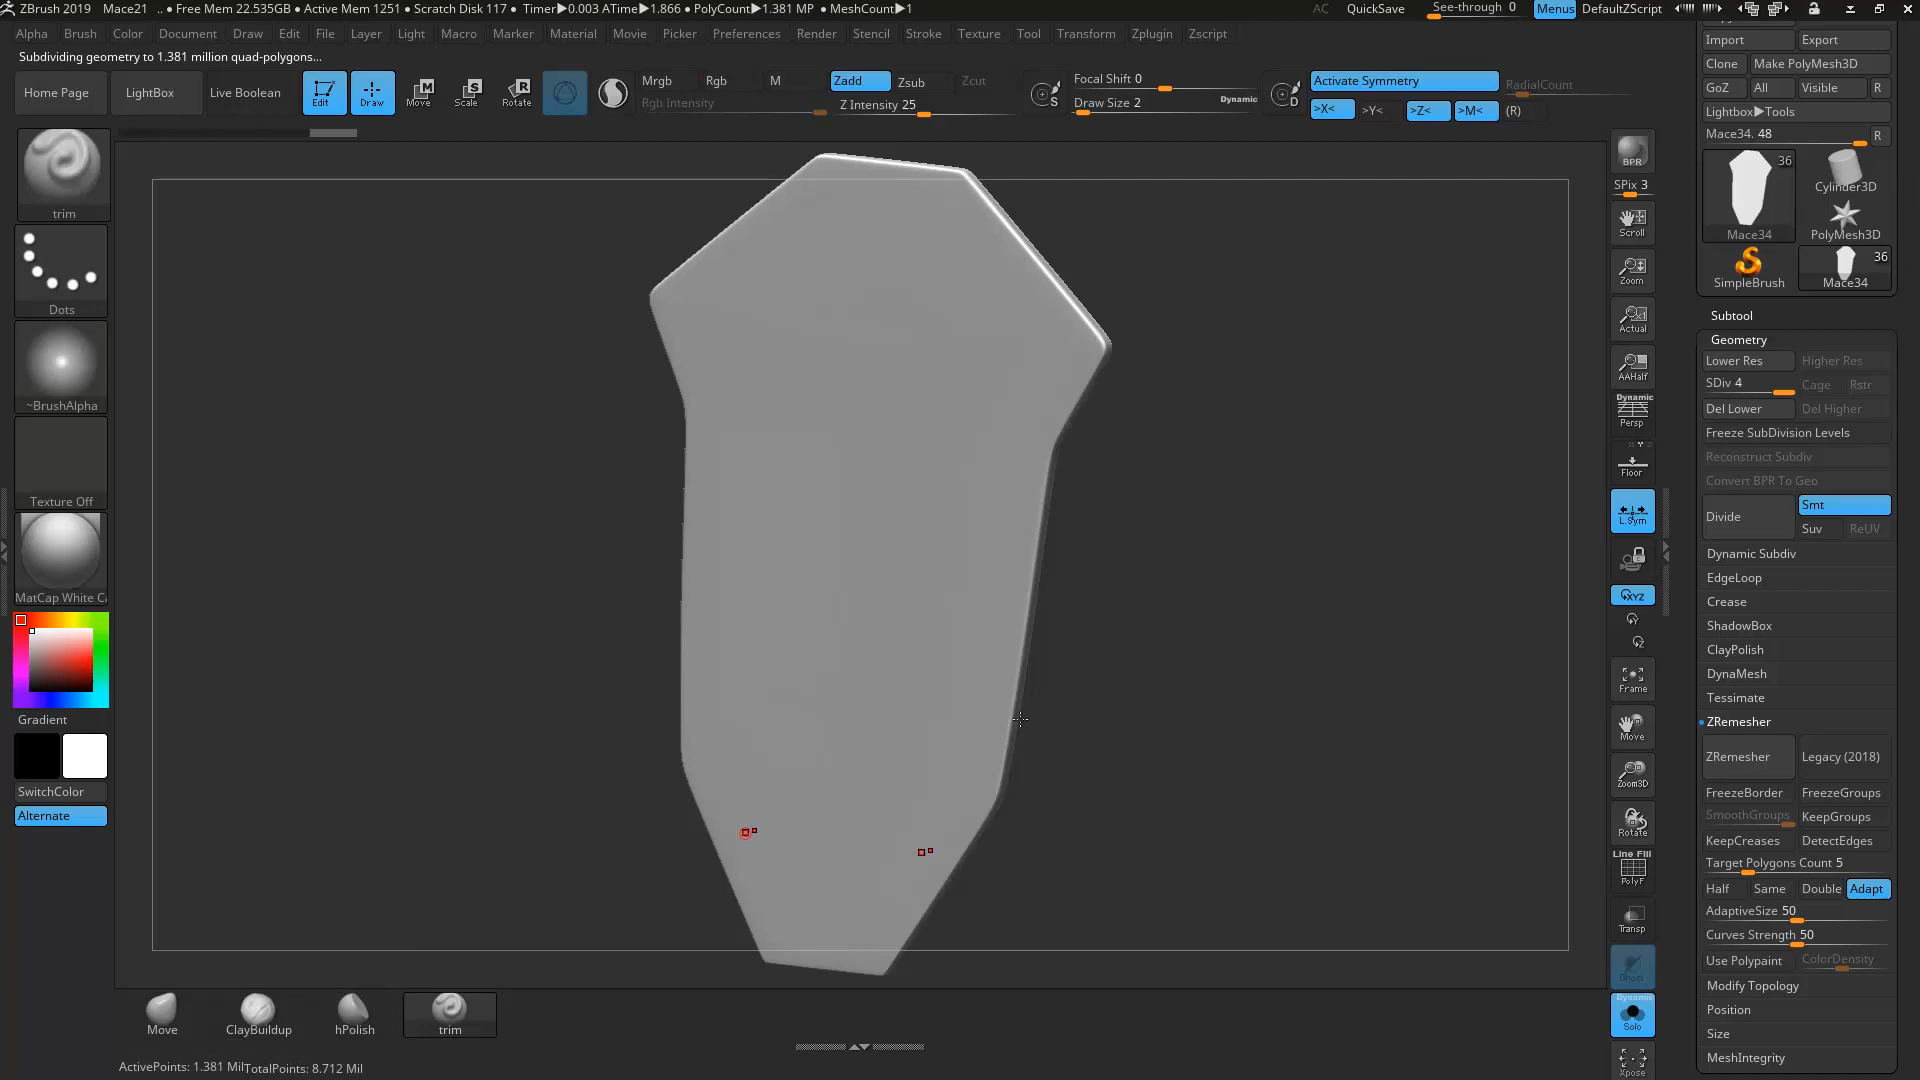 ZBrush 2019 Mace21 .. ● Free Mem 22.535GB ● Active Mem 1251 ● Scratch Disk 117 ● Timer▶0.003 ATime▶1.866 ● PolyCount▶1.381 MP ● MeshCount▶1 AC QuickSave See-through 0 Menus DefaultZScript
Alpha Brush Color Document Draw Edit File Layer Light Macro Marker Material Movie Picker Preferences Render Stencil Stroke Texture Tool Transform Zplugin Zscript
Subdividing geometry to 1.381 million quad-polygons...
Home Page LightBox Live Boolean Edit Draw Move Scale Rotate
Mrgb Rgb M Zadd Zsub Zcut
Rgb Intensity Z Intensity 25
Focal Shift 0
Draw Size 2 Dynamic
Activate Symmetry RadialCount
>X< >Y< >Z< >M< (R)
trim
Dots
~BrushAlpha
Texture Off
MatCap White Ca
Gradient
SwitchColor
Alternate
BPR
SPix 3
Scroll
Zoom
Actual
AAHalf
Dynamic
Persp
Floor
L.Sym
XYZ
Frame
Move
Zoom3D
Rotate
Line Fill
PolyF
Transp
Ghost
Dynamic
Solo
Xpose
Import Export
Clone Make PolyMesh3D
GoZ All Visible R
Lightbox▶Tools
Mace34. 48 R
36
Mace34
Cylinder3D
PolyMesh3D
SimpleBrush
36
Mace34
Subtool
Geometry
Lower Res Higher Res
SDiv 4 Cage Rstr
Del Lower Del Higher
Freeze SubDivision Levels
Reconstruct Subdiv
Convert BPR To Geo
Divide Smt
Suv ReUV
Dynamic Subdiv
EdgeLoop
Crease
ShadowBox
ClayPolish
DynaMesh
Tessimate
ZRemesher
ZRemesher Legacy (2018)
FreezeBorder FreezeGroups
SmoothGroups KeepGroups
KeepCreases DetectEdges
Target Polygons Count 5
Half Same Double Adapt
AdaptiveSize 50
Curves Strength 50
Use Polypaint ColorDensity
Modify Topology
Position
Size
MeshIntegrity
Move ClayBuildup hPolish trim
ActivePoints: 1.381 Mil TotalPoints: 8.712 Mil